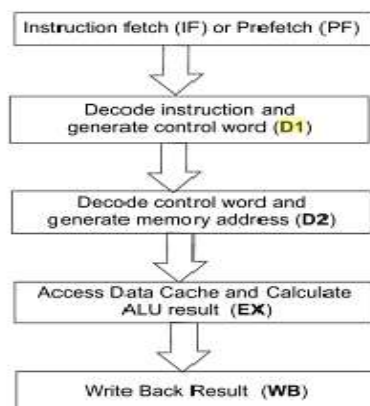 Instruction fetch (IF) or Prefetch (PF)
Decode instruction and
generate control word (D1)
Decode control word and
generate memory address (D2)
Access Data Cache and Calculate
ALU result (EX)
Write Back Result (WB)